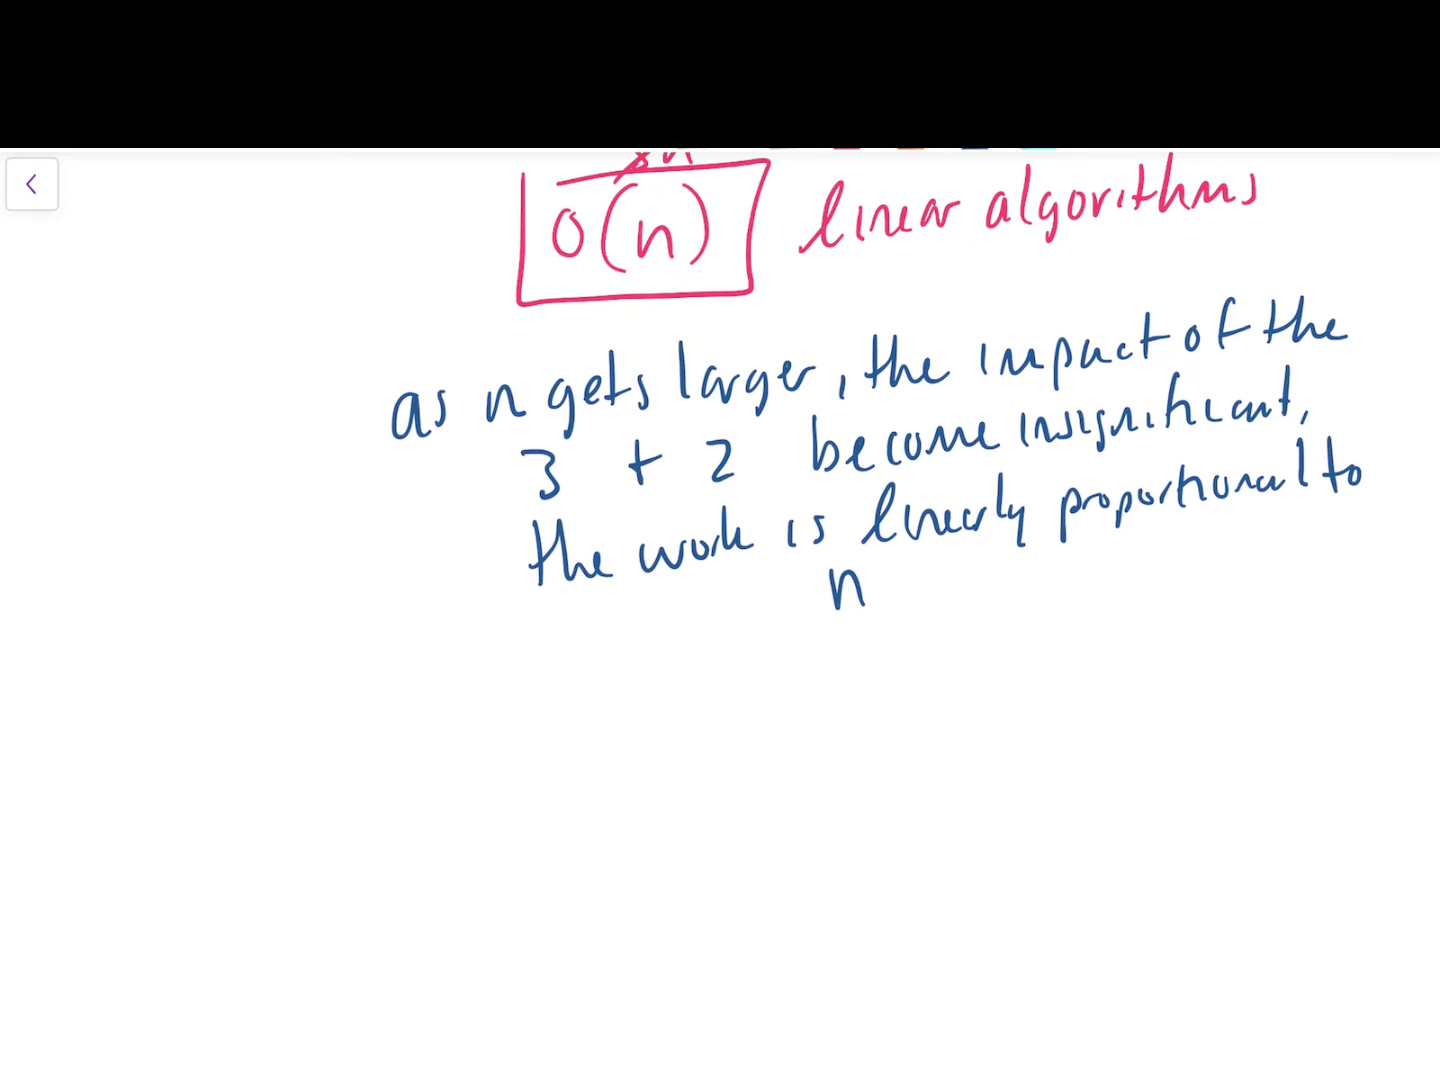 O(n) linear algorithms
as n gets larger, the impact of the
3 + 2 become insignificant,
the work is linearly proportional to
n